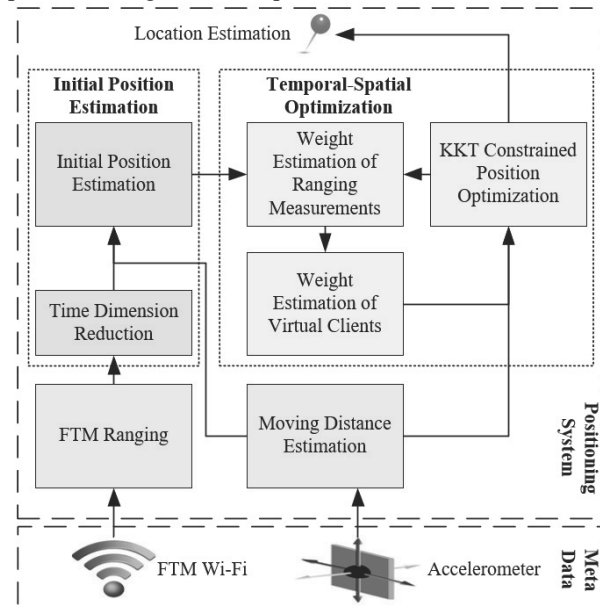 Location Estimation
Initial Position
Estimation
Temporal-Spatial
Optimization
Initial Position
Estimation
Weight
Estimation of
Ranging
Measurements
KKT Constrained
Position
Optimization
Time Dimension
Reduction
Weight
Estimation of
Virtual Clients
FTM Ranging
Moving Distance
Estimation
Positioning
System
FTM Wi-Fi
Accelerometer
Meta
Data